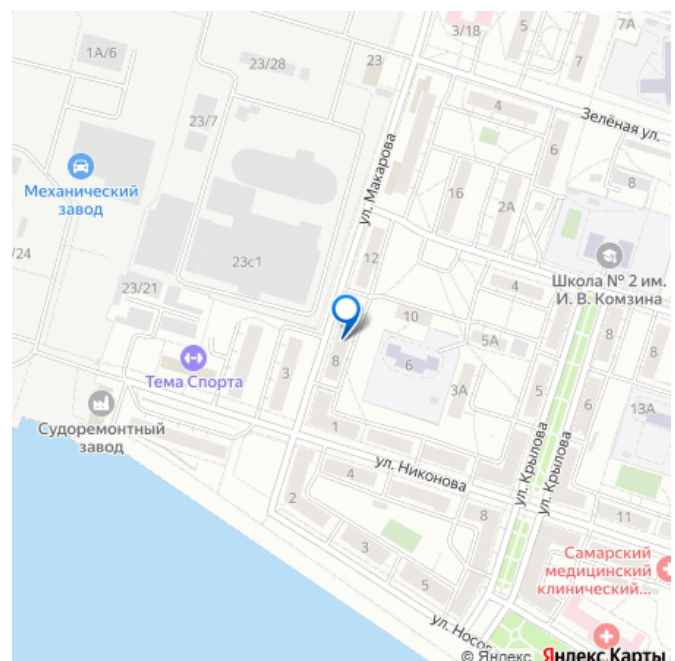 3/18
5
7А
1А/6
23/28
23
7
4
Зелёная ул.
23/7
6
8
ул. Макарова
Механический
завод
16
2А
/24
23с1
12
Школа № 2 им.
И. В. Комзина
4
23/21
10
5А
8
8
Тема Спорта
3
8
6
3А
5
6
13А
Судоремонтный
завод
1
ул. Крылова
ул. Крылова
ул. Никонова
4
2
8
11
3
Самарский
медицинский
клинический...
5
ул. Носов
© Яндекс Яндекс Карты